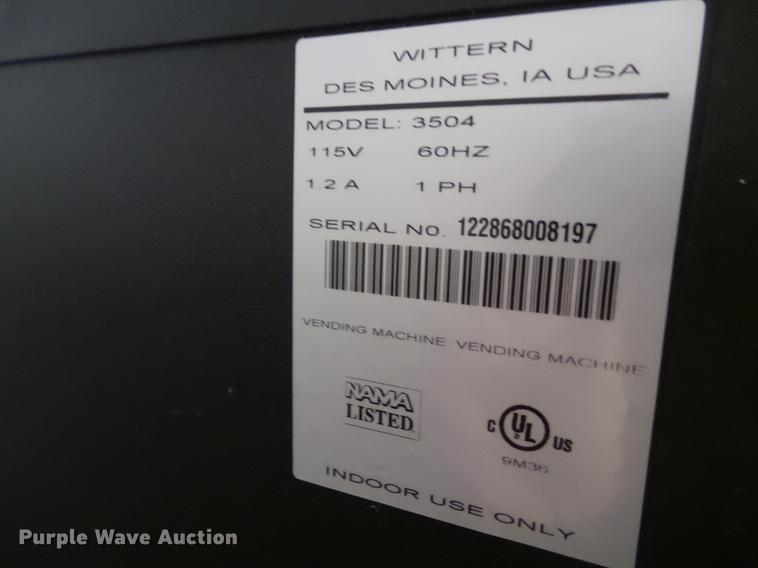 WITTERN
DES MOINES, IA USA
MODEL: 3504
115V 60HZ
1.2 A 1 PH
SERIAL NO. 122868008197
VENDING MACHINE VENDING MACHINE
NAMA
LISTED
C UL US
9M36
INDOOR USE ONLY
Purple Wave Auction